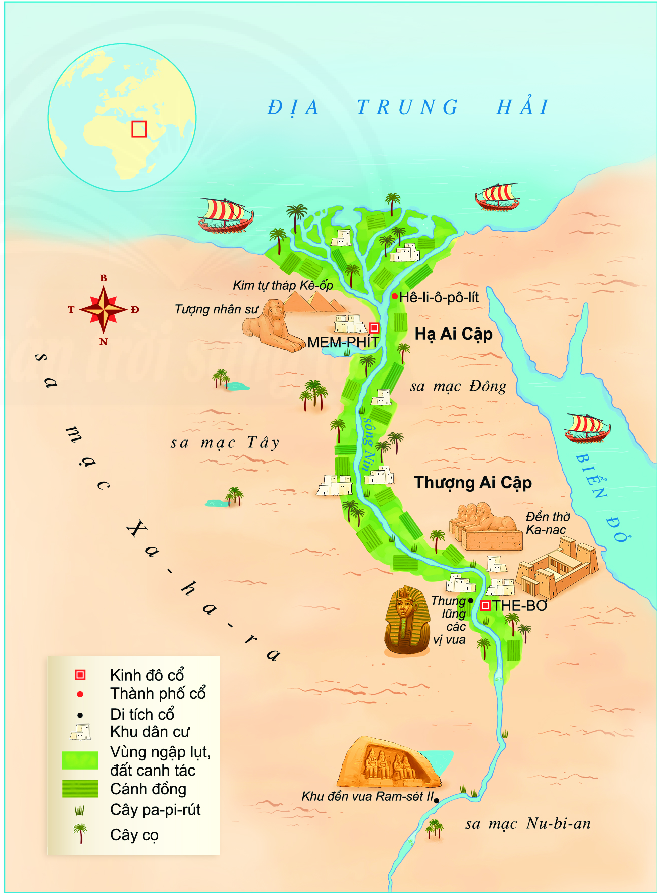 ĐỊA TRUNG HẢI
Kim tự tháp Kê-ốp
Hê-li-ô-pô-lít
Tượng nhân sư
B
T
Đ
N
MEM-PHÍT
Hạ Ai Cập
sa mạc Đông
sa mạc Tây
sông Nin
sa mạc Xa-ha-ra
BIỂN ĐỎ
Thượng Ai Cập
Đền thờ
Ka-nac
Thung
lũng
các
vị vua
THE-BƠ
Kinh đô cổ
Thành phố cổ
Di tích cổ
Khu dân cư
Vùng ngập lụt,
đất canh tác
Cánh đồng
Cây pa-pi-rút
Cây cọ
Khu đền vua Ram-sét II
sa mạc Nu-bi-an